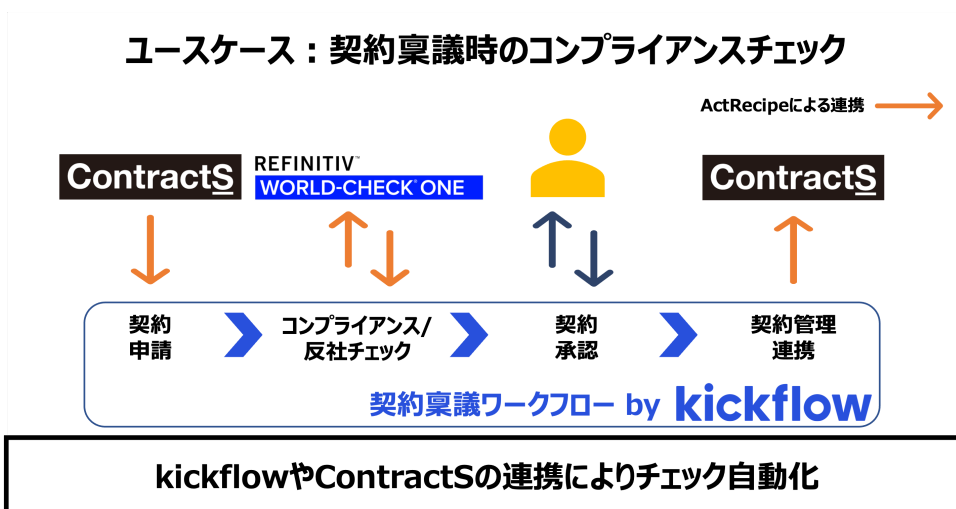 ユースケース：契約稟議時のコンプライアンスチェック
ActRecipeによる連携
ContractS
REFINITIV™
WORLD-CHECK® ONE
ContractS
契約
申請
コンプライアンス/
反社チェック
契約
承認
契約管理
連携
契約稟議ワークフロー by kickflow
kickflowやContractSの連携によりチェック自動化